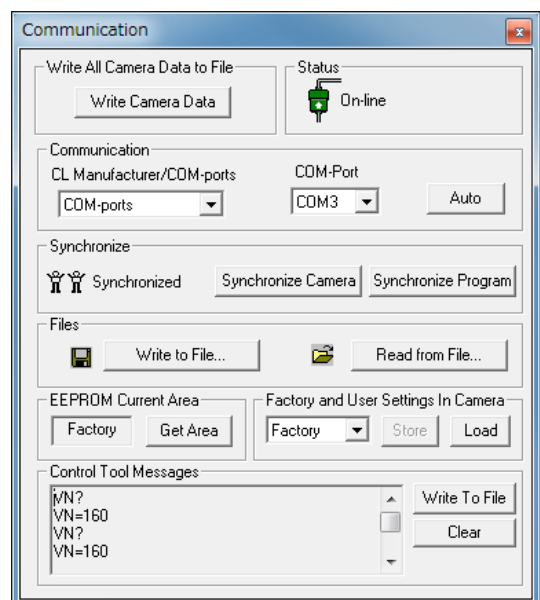 Communication
Write All Camera Data to File
Write Camera Data
Status
On-line
Communication
CL Manufacturer/COM-ports
COM-ports
COM-Port
COM3
Auto
Synchronize
Synchronized
Synchronize Camera
Synchronize Program
Files
Write to File...
Read from File...
EEPROM Current Area
Factory
Get Area
Factory and User Settings In Camera
Factory
Store
Load
Control Tool Messages
VN?
VN=160
VN?
VN=160
Write To File
Clear